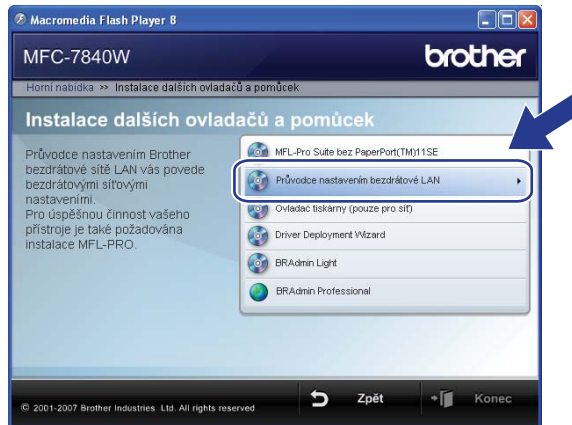 Macromedia Flash Player 8
MFC-7840W
brother
Horní nabídka >> Instalace dalších ovladačů a pomůcek
Instalace dalších ovladačů a pomůcek
Průvodce nastavením Brother
bezdrátové sítě LAN vás povede
bezdrátovými síťovými
nastaveními.
Pro úspěšnou činnost vašeho
přístroje je také požadována
instalace MFL-PRO.
MFL-Pro Suite bez PaperPort(TM)11SE
Průvodce nastavením bezdrátové LAN
Ovladač tiskárny (pouze pro síť)
Driver Deployment Wizard
BRAdmin Light
BRAdmin Professional
© 2001-2007 Brother Industries Ltd. All rights reserved
Zpět
Konec